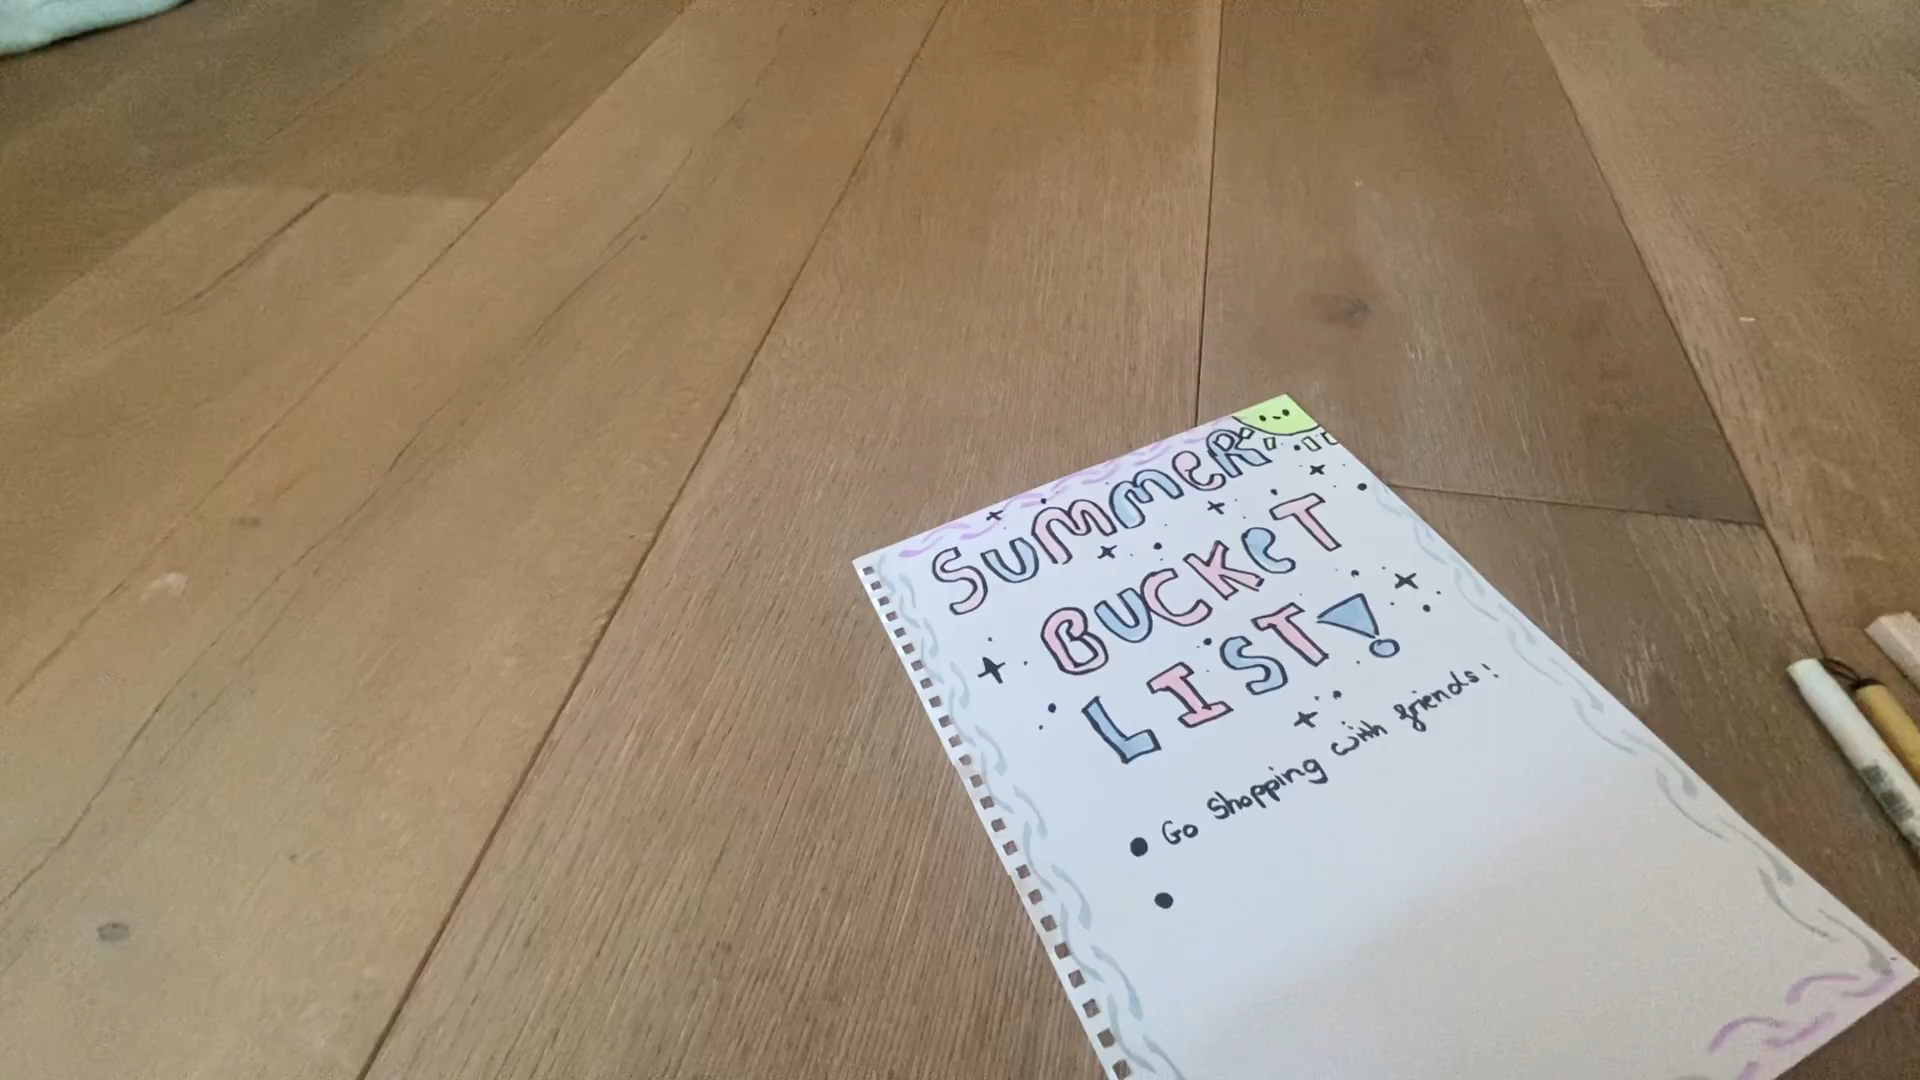 SUMMeR
BUCKeT
LIST!
• Go Shopping with friends!
•